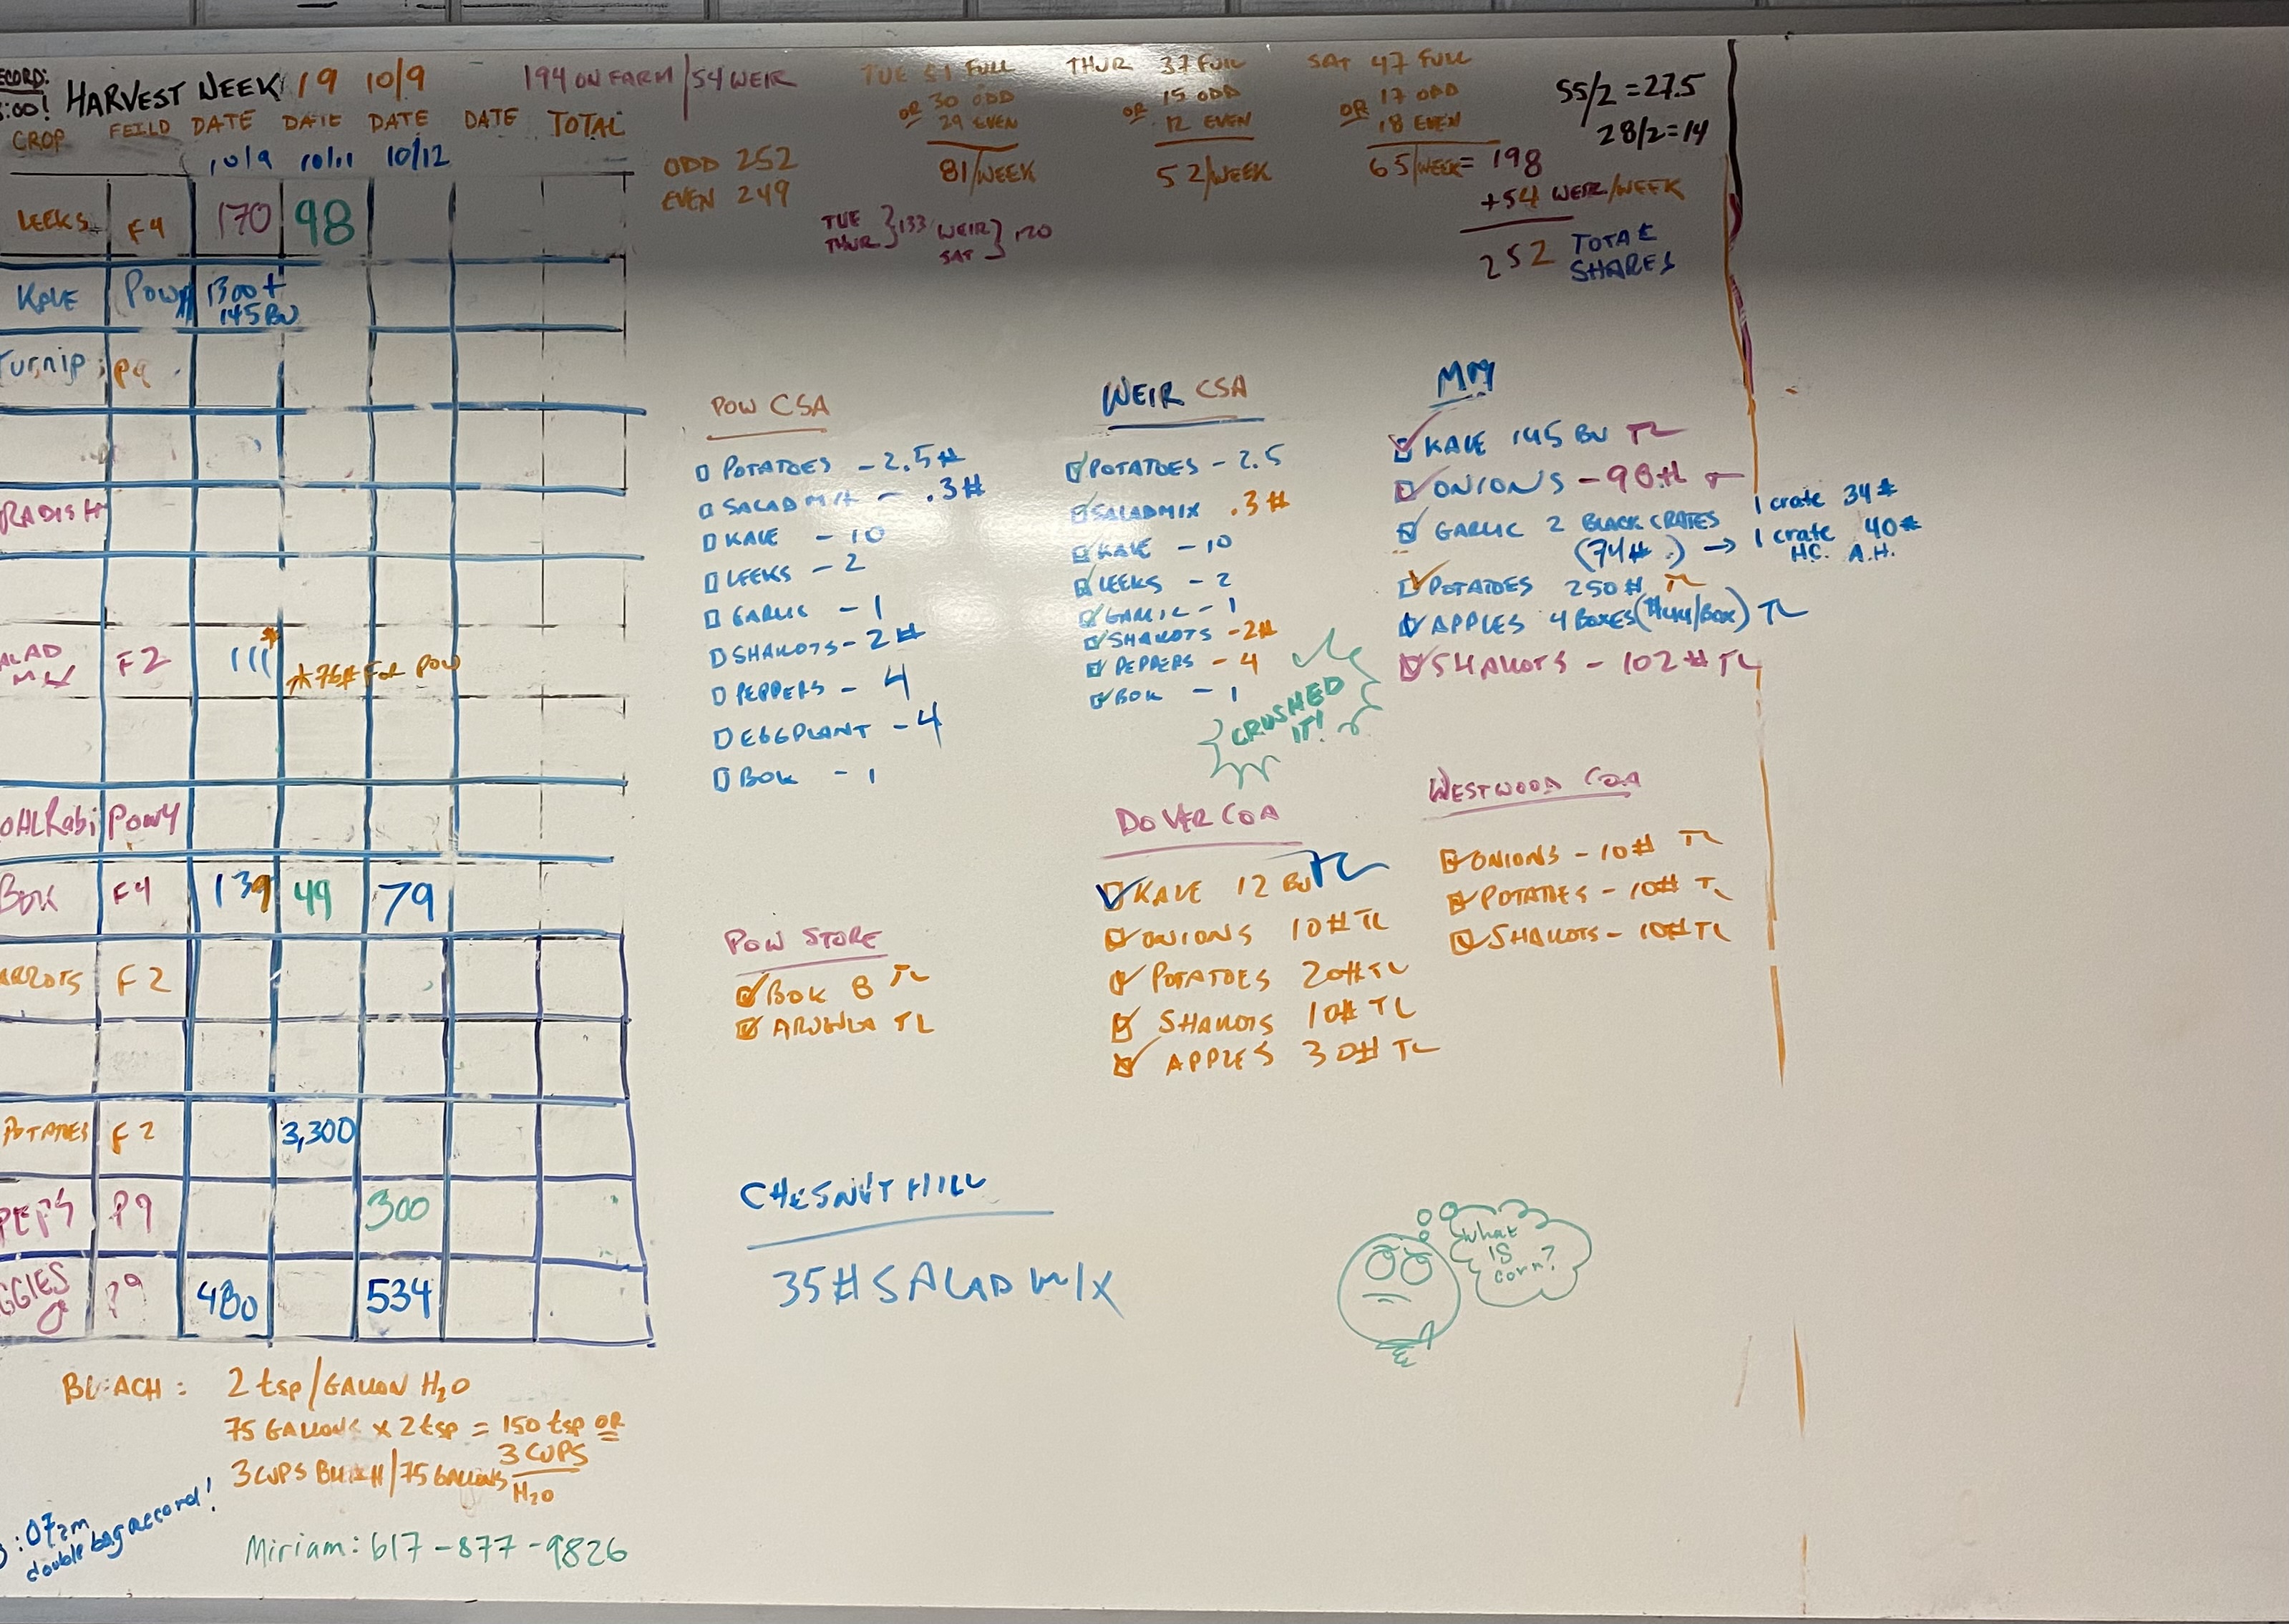 ECORD:
:00! HARVEST WEEK 19 10/9
CROP FEILD DATE DATE DATE DATE TOTAL
10/9 10/11 10/12
LEEKS F4 170 98
KALE POW 1300 +
145 BU
Turnip P9
RADISH
ALAD
MIX F2 111* *76# FOR POW
OHLRabi POW4
BOK F4 139 49 79
ARROTS F2
POTATOES F2 3,300
PEPS P9 300
GGIES P9 480 534
BLEACH: 2 tsp/GALLON H2O
75 GALLONS x 2 tsp = 150 tsp OR
3 CUPS
3 CUPS BLEACH/75 GALLONS H2O
:07am
double bag record!
Miriam: 617-877-9826
194 ON FARM/54 WEIR
ODD 252
EVEN 249
TUE 51 FULL
OR 30 ODD
29 EVEN
81/WEEK
THUR 37 FULL
OR 15 ODD
12 EVEN
52/WEEK
SAT 47 FULL
OR 17 ODD
18 EVEN
65/WEEK = 198
+54 WEIR/WEEK
252 TOTAL
SHARES
55/2=27.5
28/2=14
TUE
THUR } 133
WEIR
SAT } 120
POW CSA
POTATOES - 2.5#
SALAD MIX - .3#
KALE - 10
LEEKS - 2
GARLIC - 1
SHALLOTS - 2#
PEPPERS - 4
EGGPLANT - 4
BOK - 1
WEIR CSA
POTATOES - 2.5
SALADMIX .3#
KALE - 10
LEEKS - 2
GARLIC - 1
SHALLOTS - 2#
PEPPERS - 4
BOK - 1
CRUSHED
IT!
MM
KALE 145 BU TL
ONIONS - 98#
GARLIC 2 BLACK CRATES
(74#) → 1 crate 34#
1 crate 40#
HC. A.H.
POTATOES 250# TL
APPLES 4 BOXES (#44/BOX) TL
SHALLOTS - 102# TL
DOVER COA
KALE 12 BU TL
ONIONS 10# TL
POTATOES 20# TL
SHALLOTS 10# TL
APPLES 30# TL
WESTWOOD COA
ONIONS - 10# TL
POTATOES - 10# TL
SHALLOTS - 10# TL
POW STORE
BOK 8 TL
ARUGULA TL
CHESNUT HILL
35# SALAD MIX
What
IS
corn?